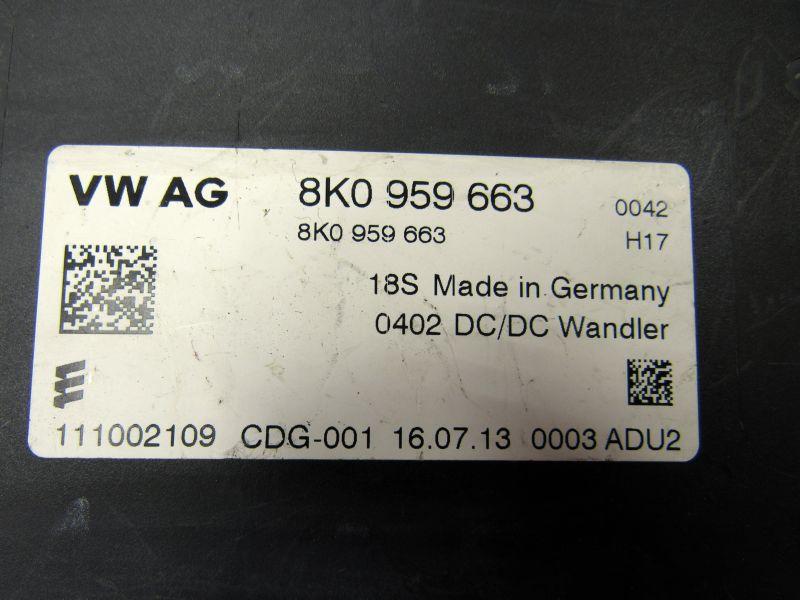 VW AG 8K0 959 663 0042
8K0 959 663 H17
18S Made in Germany
0402 DC/DC Wandler
111002109 CDG-001 16.07.13 0003 ADU2